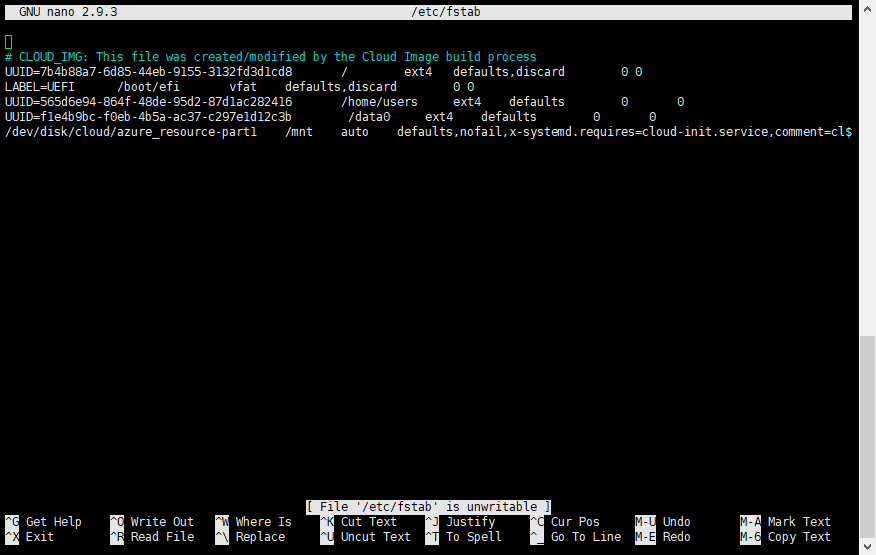 GNU nano 2.9.3 /etc/fstab
# CLOUD_IMG: This file was created/modified by the Cloud Image build process
UUID=7b4b88a7-6d85-44eb-9155-3132fd3d1cd8 / ext4 defaults,discard 0 0
LABEL=UEFI /boot/efi vfat defaults,discard 0 0
UUID=565d6e94-864f-48de-95d2-87d1ac282416 /home/users ext4 defaults 0 0
UUID=f1e4b9bc-f0eb-4b5a-ac37-c297e1d12c3b /data0 ext4 defaults 0 0
/dev/disk/cloud/azure_resource-part1 /mnt auto defaults,nofail,x-systemd.requires=cloud-init.service,comment=cl$
[ File '/etc/fstab' is unwritable ]
^G Get Help ^O Write Out ^W Where Is ^K Cut Text ^J Justify ^C Cur Pos M-U Undo M-A Mark Text
^X Exit ^R Read File ^\ Replace ^U Uncut Text ^T To Spell ^_ Go To Line M-E Redo M-6 Copy Text